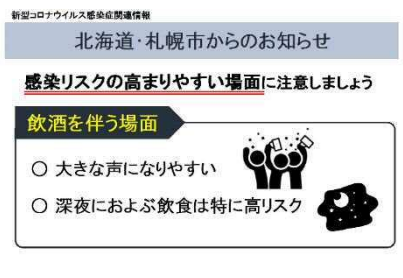 新型コロナウイルス感染症関連情報
北海道・札幌市からのお知らせ
感染リスクの高まりやすい場面に注意しましょう
飲酒を伴う場面
○ 大きな声になりやすい
○ 深夜におよぶ飲食は特に高リスク